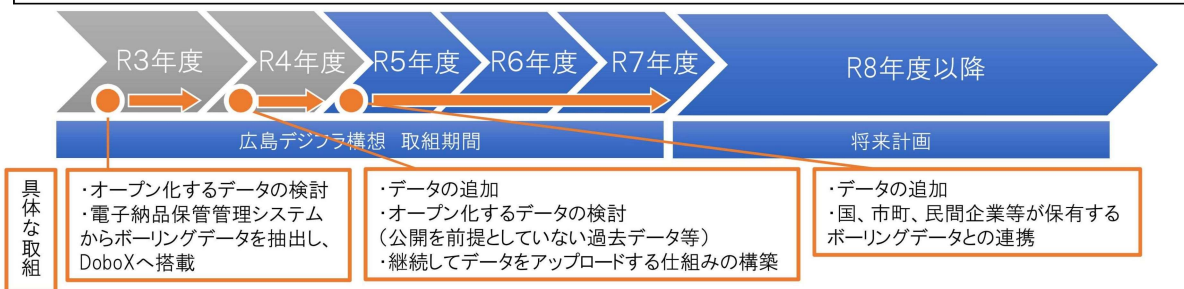 R3年度
R4年度
R5年度
R6年度
R7年度
R8年度以降
広島デジフラ構想 取組期間
将来計画
具体な取組
・オープン化するデータの検討
・電子納品保管管理システム
からボーリングデータを抽出し、
DoboXへ搭載
・データの追加
・オープン化するデータの検討
(公開を前提としていない過去データ等)
・継続してデータをアップロードする仕組みの構築
・データの追加
・国、市町、民間企業等が保有する
ボーリングデータとの連携